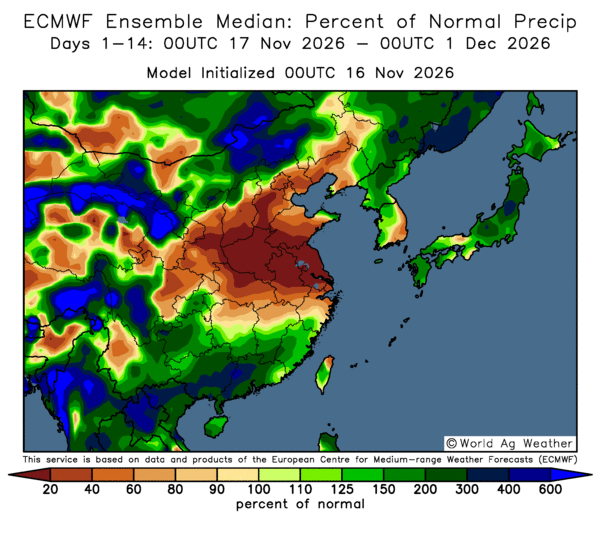 ECMWF Ensemble Median: Percent of Normal Precip
Days 1-14: 00UTC 17 Nov 2026 - 00UTC 1 Dec 2026
Model Initialized 00UTC 16 Nov 2026
©World Ag Weather
This service is based on data and products of the European Centre for Medium-range Weather Forecasts (ECMWF)
20 40 60 80 90 100 110 125 150 200 300 400 600
percent of normal